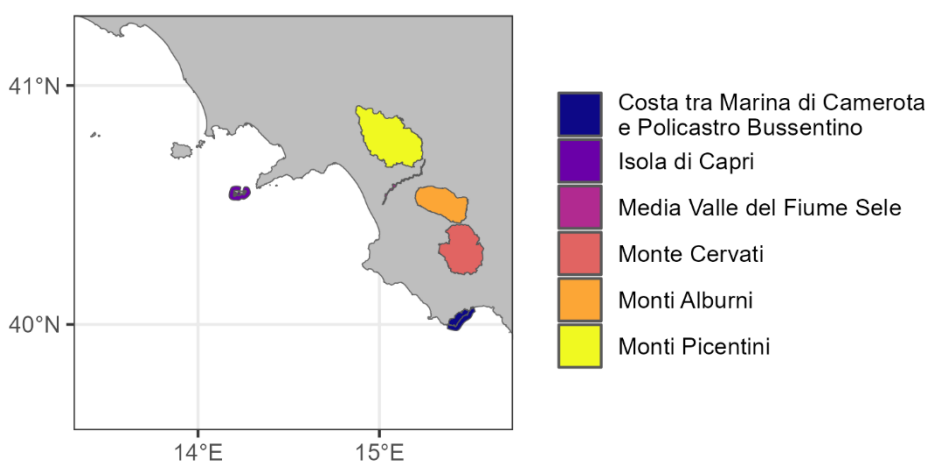 41°N
40°N
14°E
15°E
Costa tra Marina di Camerota
e Policastro Bussentino
Isola di Capri
Media Valle del Fiume Sele
Monte Cervati
Monti Alburni
Monti Picentini